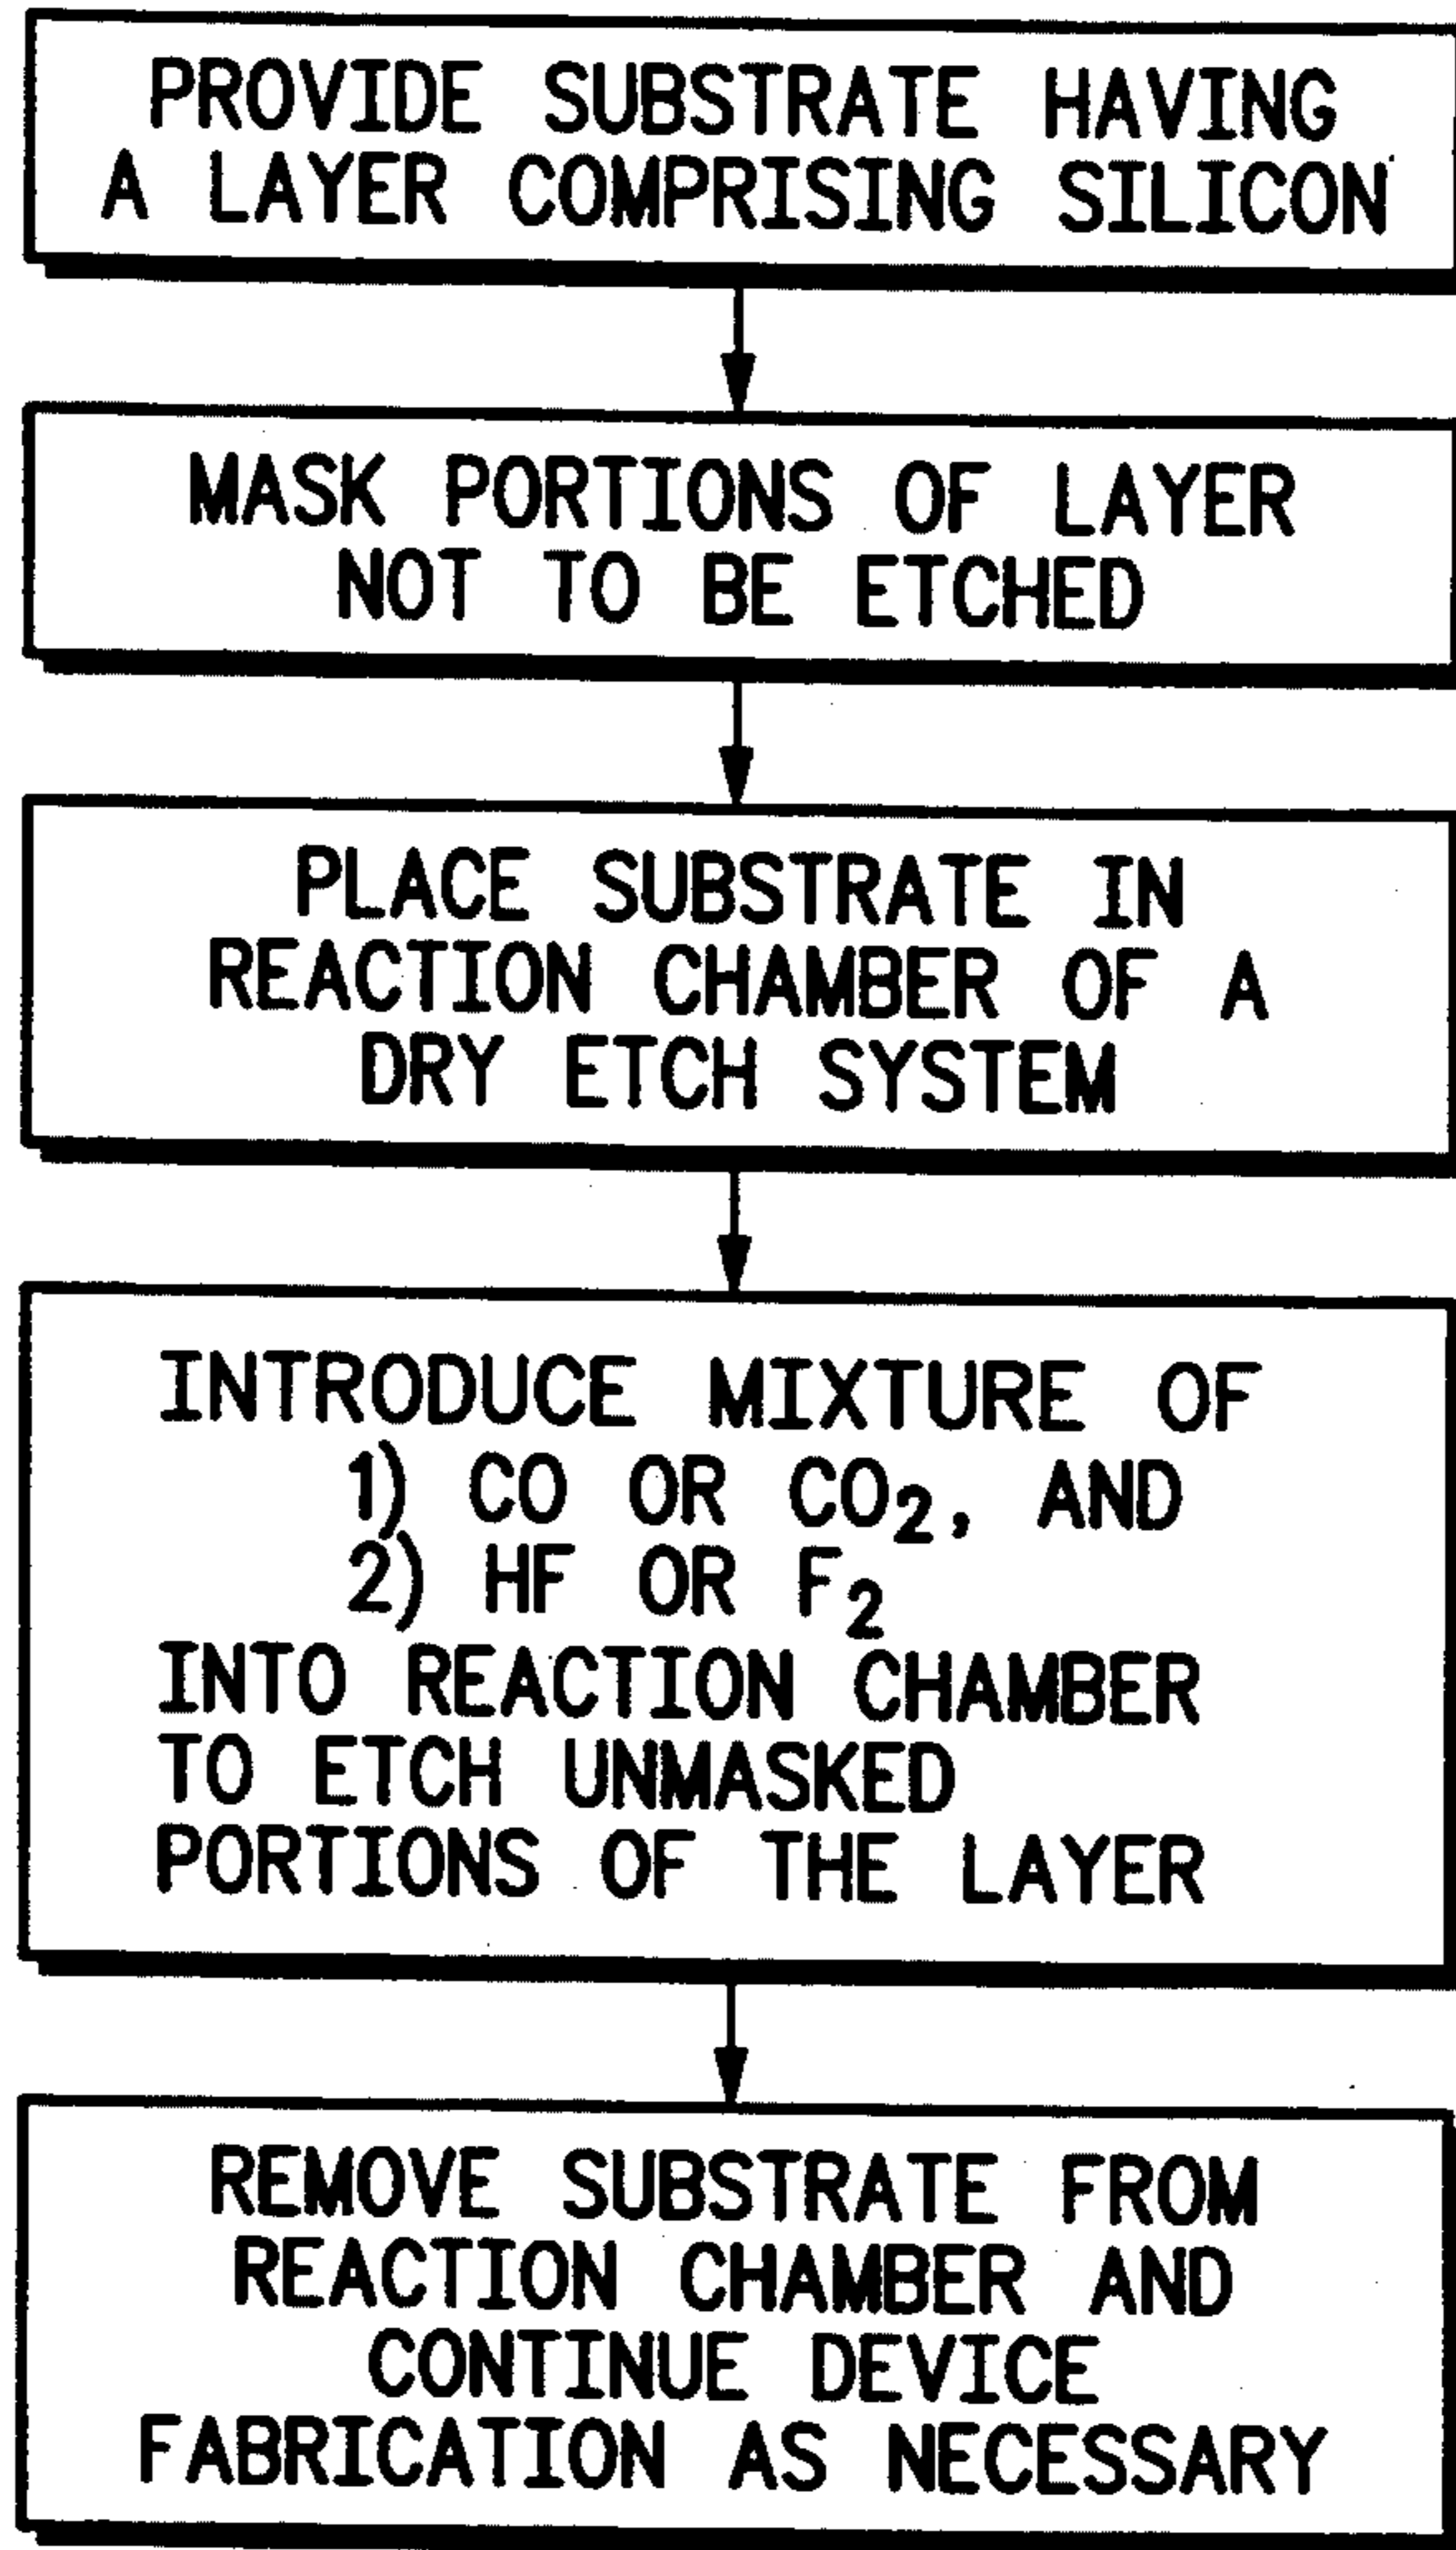 PROVIDE SUBSTRATE HAVING
A LAYER COMPRISING SILICON
MASK PORTIONS OF LAYER
NOT TO BE ETCHED
PLACE SUBSTRATE IN
REACTION CHAMBER OF A
DRY ETCH SYSTEM
INTRODUCE MIXTURE OF
1) CO OR CO₂, AND
2) HF OR F₂
INTO REACTION CHAMBER
TO ETCH UNMASKED
PORTIONS OF THE LAYER
REMOVE SUBSTRATE FROM
REACTION CHAMBER AND
CONTINUE DEVICE
FABRICATION AS NECESSARY